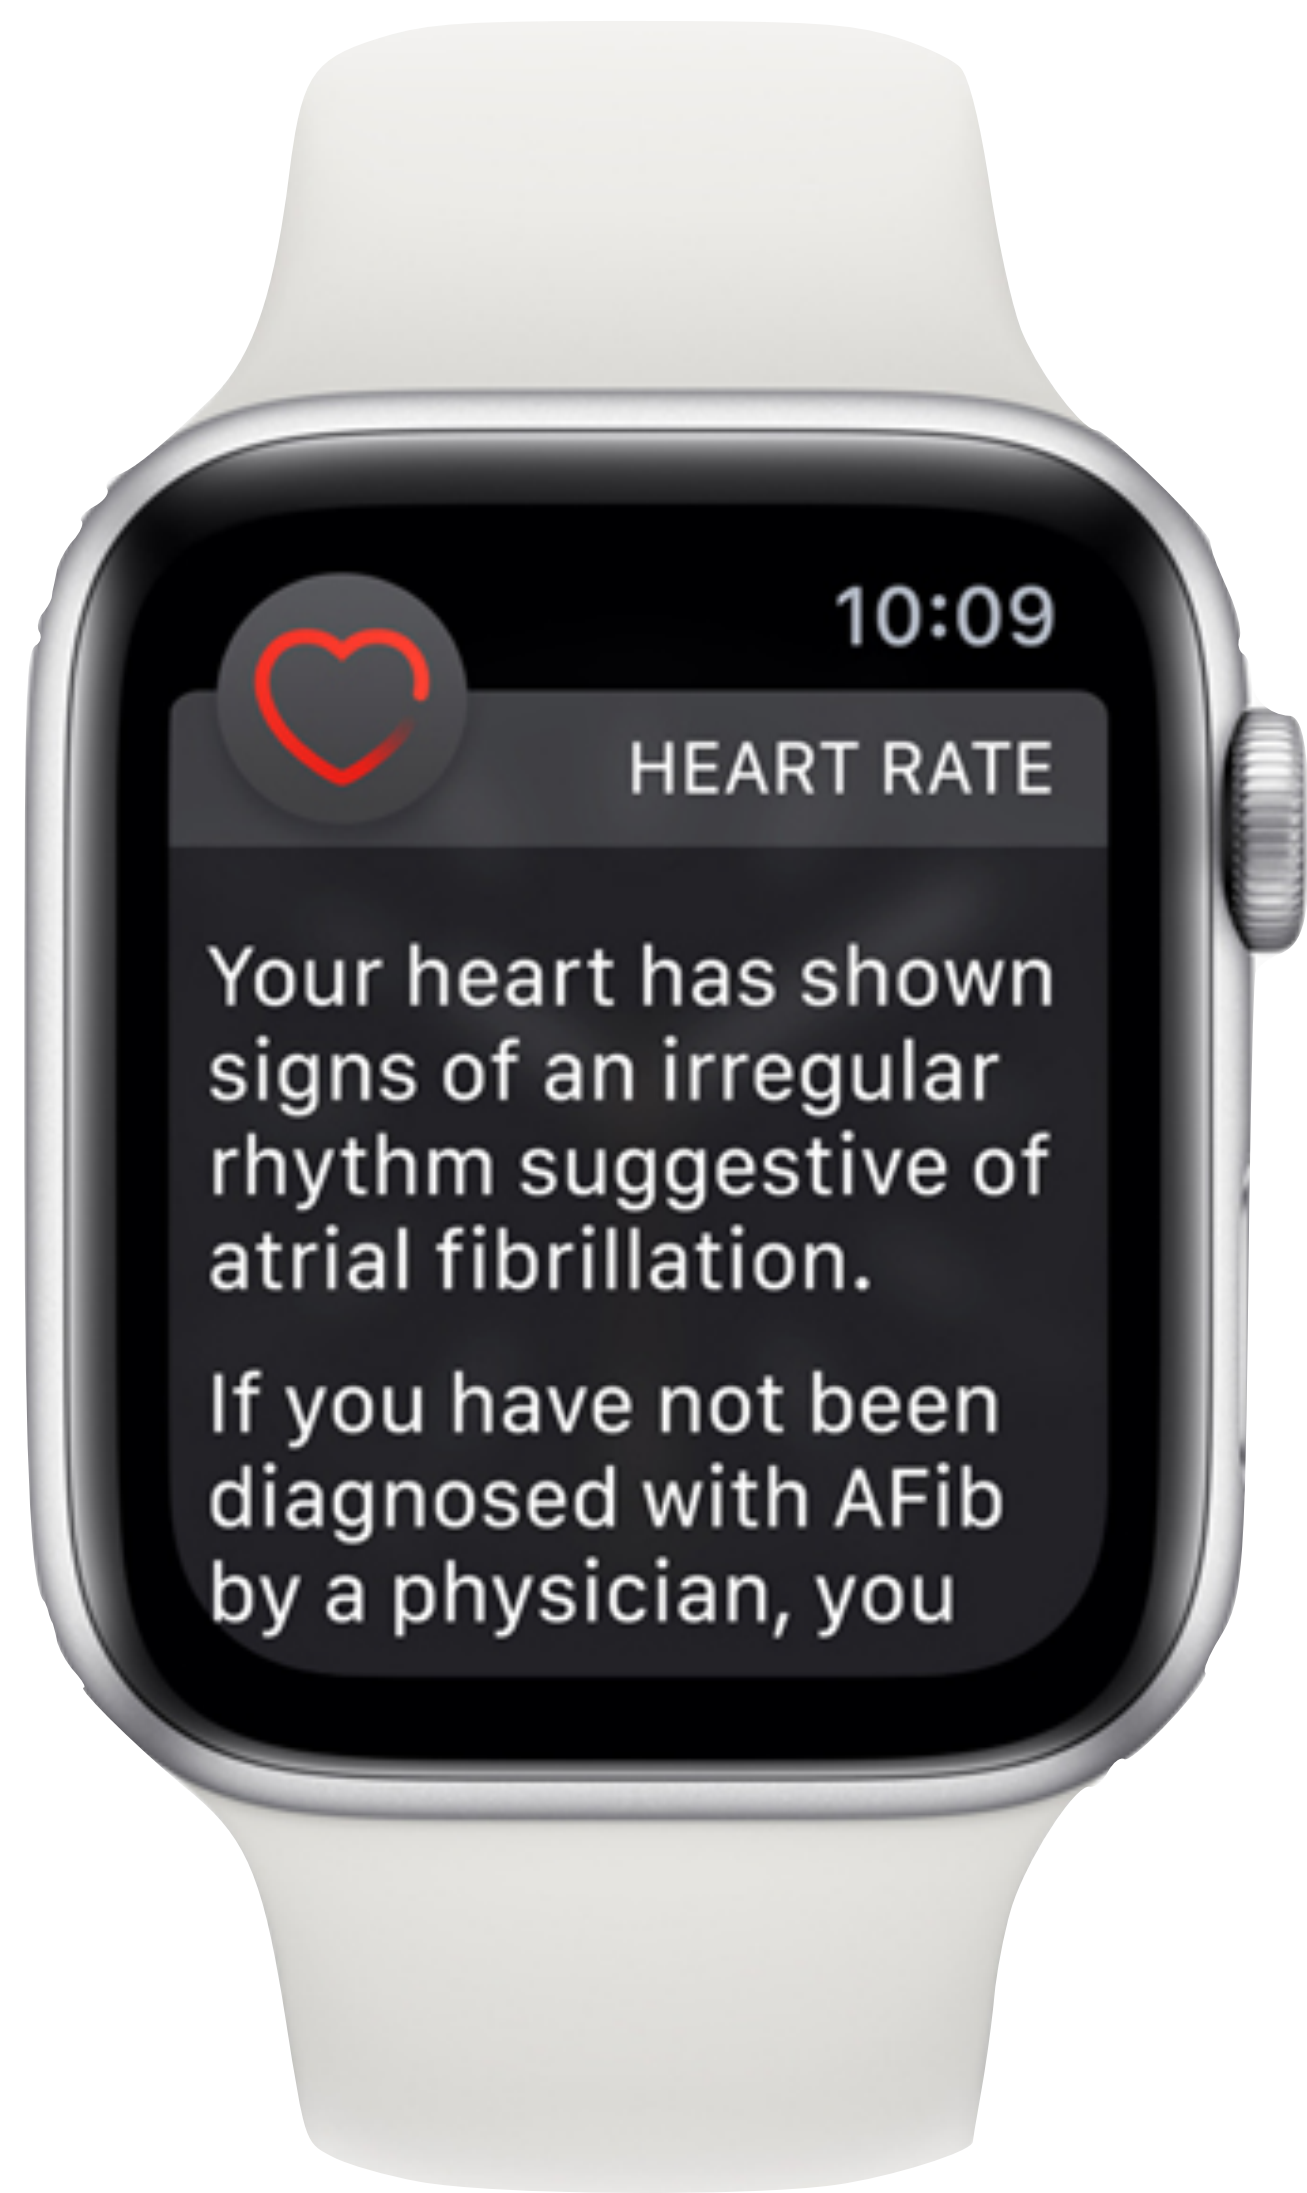 10:09
HEART RATE
Your heart has shown
signs of an irregular
rhythm suggestive of
atrial fibrillation.
If you have not been
diagnosed with AFib
by a physician, you